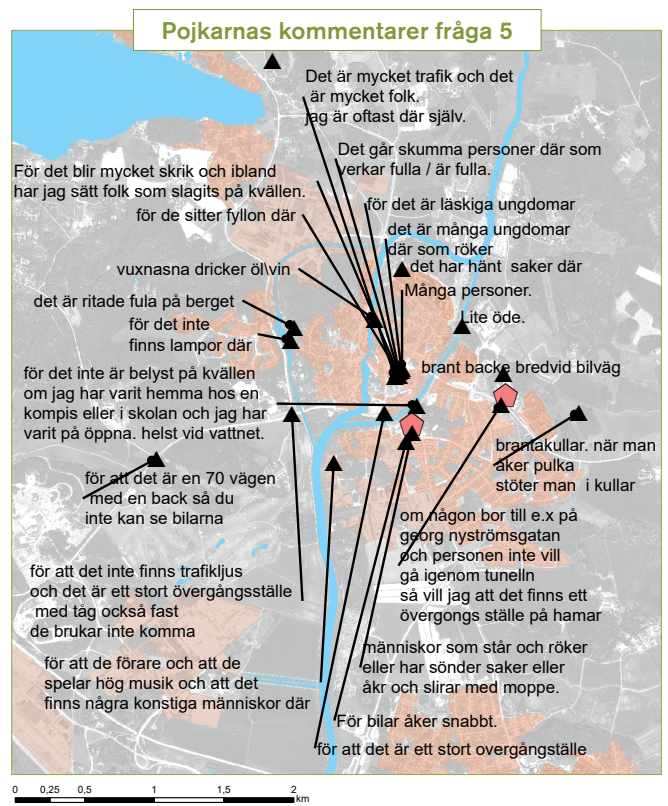 Pojkarnas kommentarer fråga 5
Det är mycket trafik och det
är mycket folk.
jag är oftast där själv.
Det går skumma personer där som
verkar fulla / är fulla.
För det blir mycket skrik och ibland
har jag sätt folk som slagits på kvällen.
för det är läskiga ungdomar
för de sitter fyllon där
det är många ungdomar
där som röker
vuxnasna dricker öl\vin
det har hänt saker där
Många personer.
det är ritade fula på berget
Lite öde.
för det inte
finns lampor där
brant backe bredvid bilväg
för det inte är belyst på kvällen
om jag har varit hemma hos en
kompis eller i skolan och jag har
varit på öppna. helst vid vattnet.
brantakullar. när man
åker pulka
stöter man i kullar
för att det är en 70 vägen
med en back så du
inte kan se bilarna
om någon bor till e.x på
georg nyströmsgatan
och personen inte vill
gå igenom tunelln
så vill jag att det finns ett
övergongs ställe på hamar
för att det inte finns trafikljus
och det är ett stort övergångsställe
med tåg också fast
de brukar inte komma
människor som står och röker
eller har sönder saker eller
åkr och slirar med moppe.
för att de förare och att de
spelar hög musik och att det
finns några konstiga människor där
För bilar åker snabbt.
för att det är ett stort overgångställe
0 0,25 0,5 1 1,5 2
km